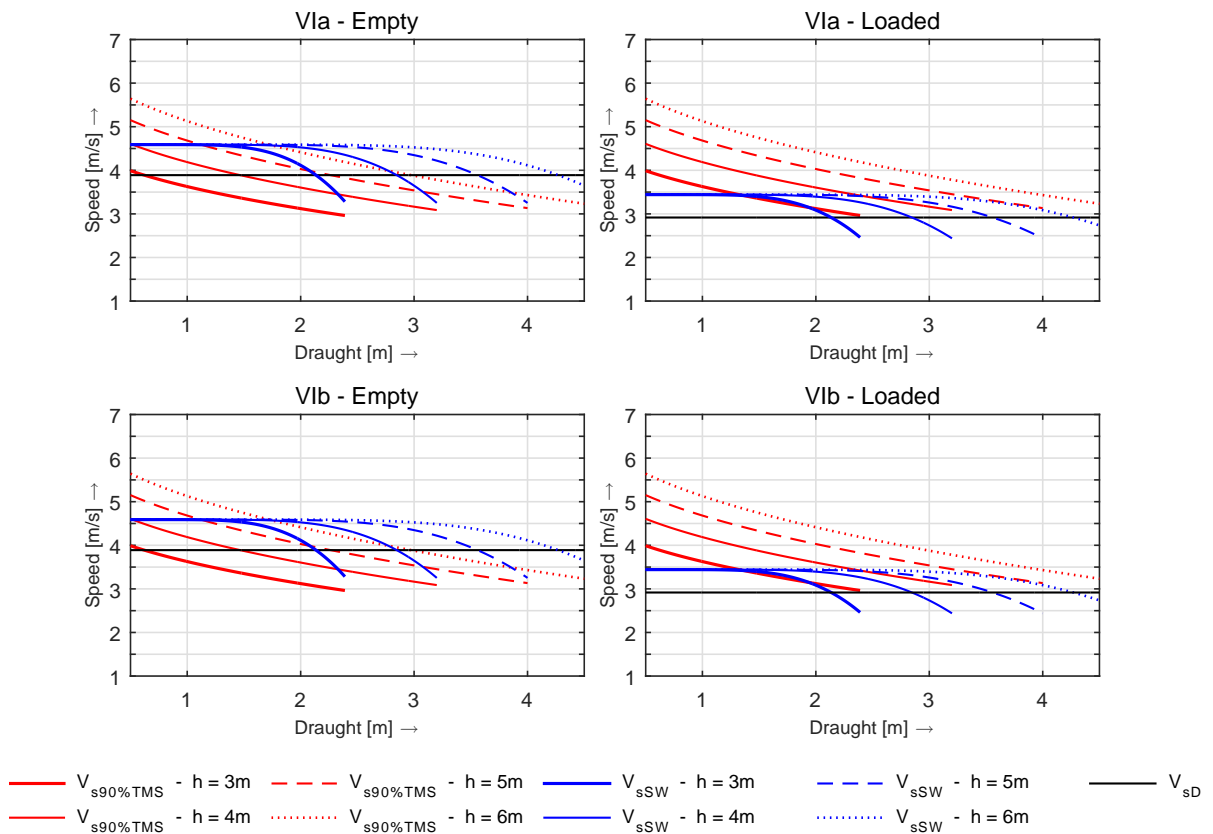 VIa - Empty
VIa - Loaded
7
6
5
4
3
2
1
Speed [m/s] →
1 2 3 4
Draught [m] →
7
6
5
4
3
2
1
Speed [m/s] →
1 2 3 4
Draught [m] →
VIb - Empty
VIb - Loaded
7
6
5
4
3
2
1
Speed [m/s] →
1 2 3 4
Draught [m] →
7
6
5
4
3
2
1
Speed [m/s] →
1 2 3 4
Draught [m] →
Vs90%TMS - h = 3m Vs90%TMS - h = 5m VsSW - h = 3m VsSW - h = 5m VsD
Vs90%TMS - h = 4m Vs90%TMS - h = 6m VsSW - h = 4m VsSW - h = 6m